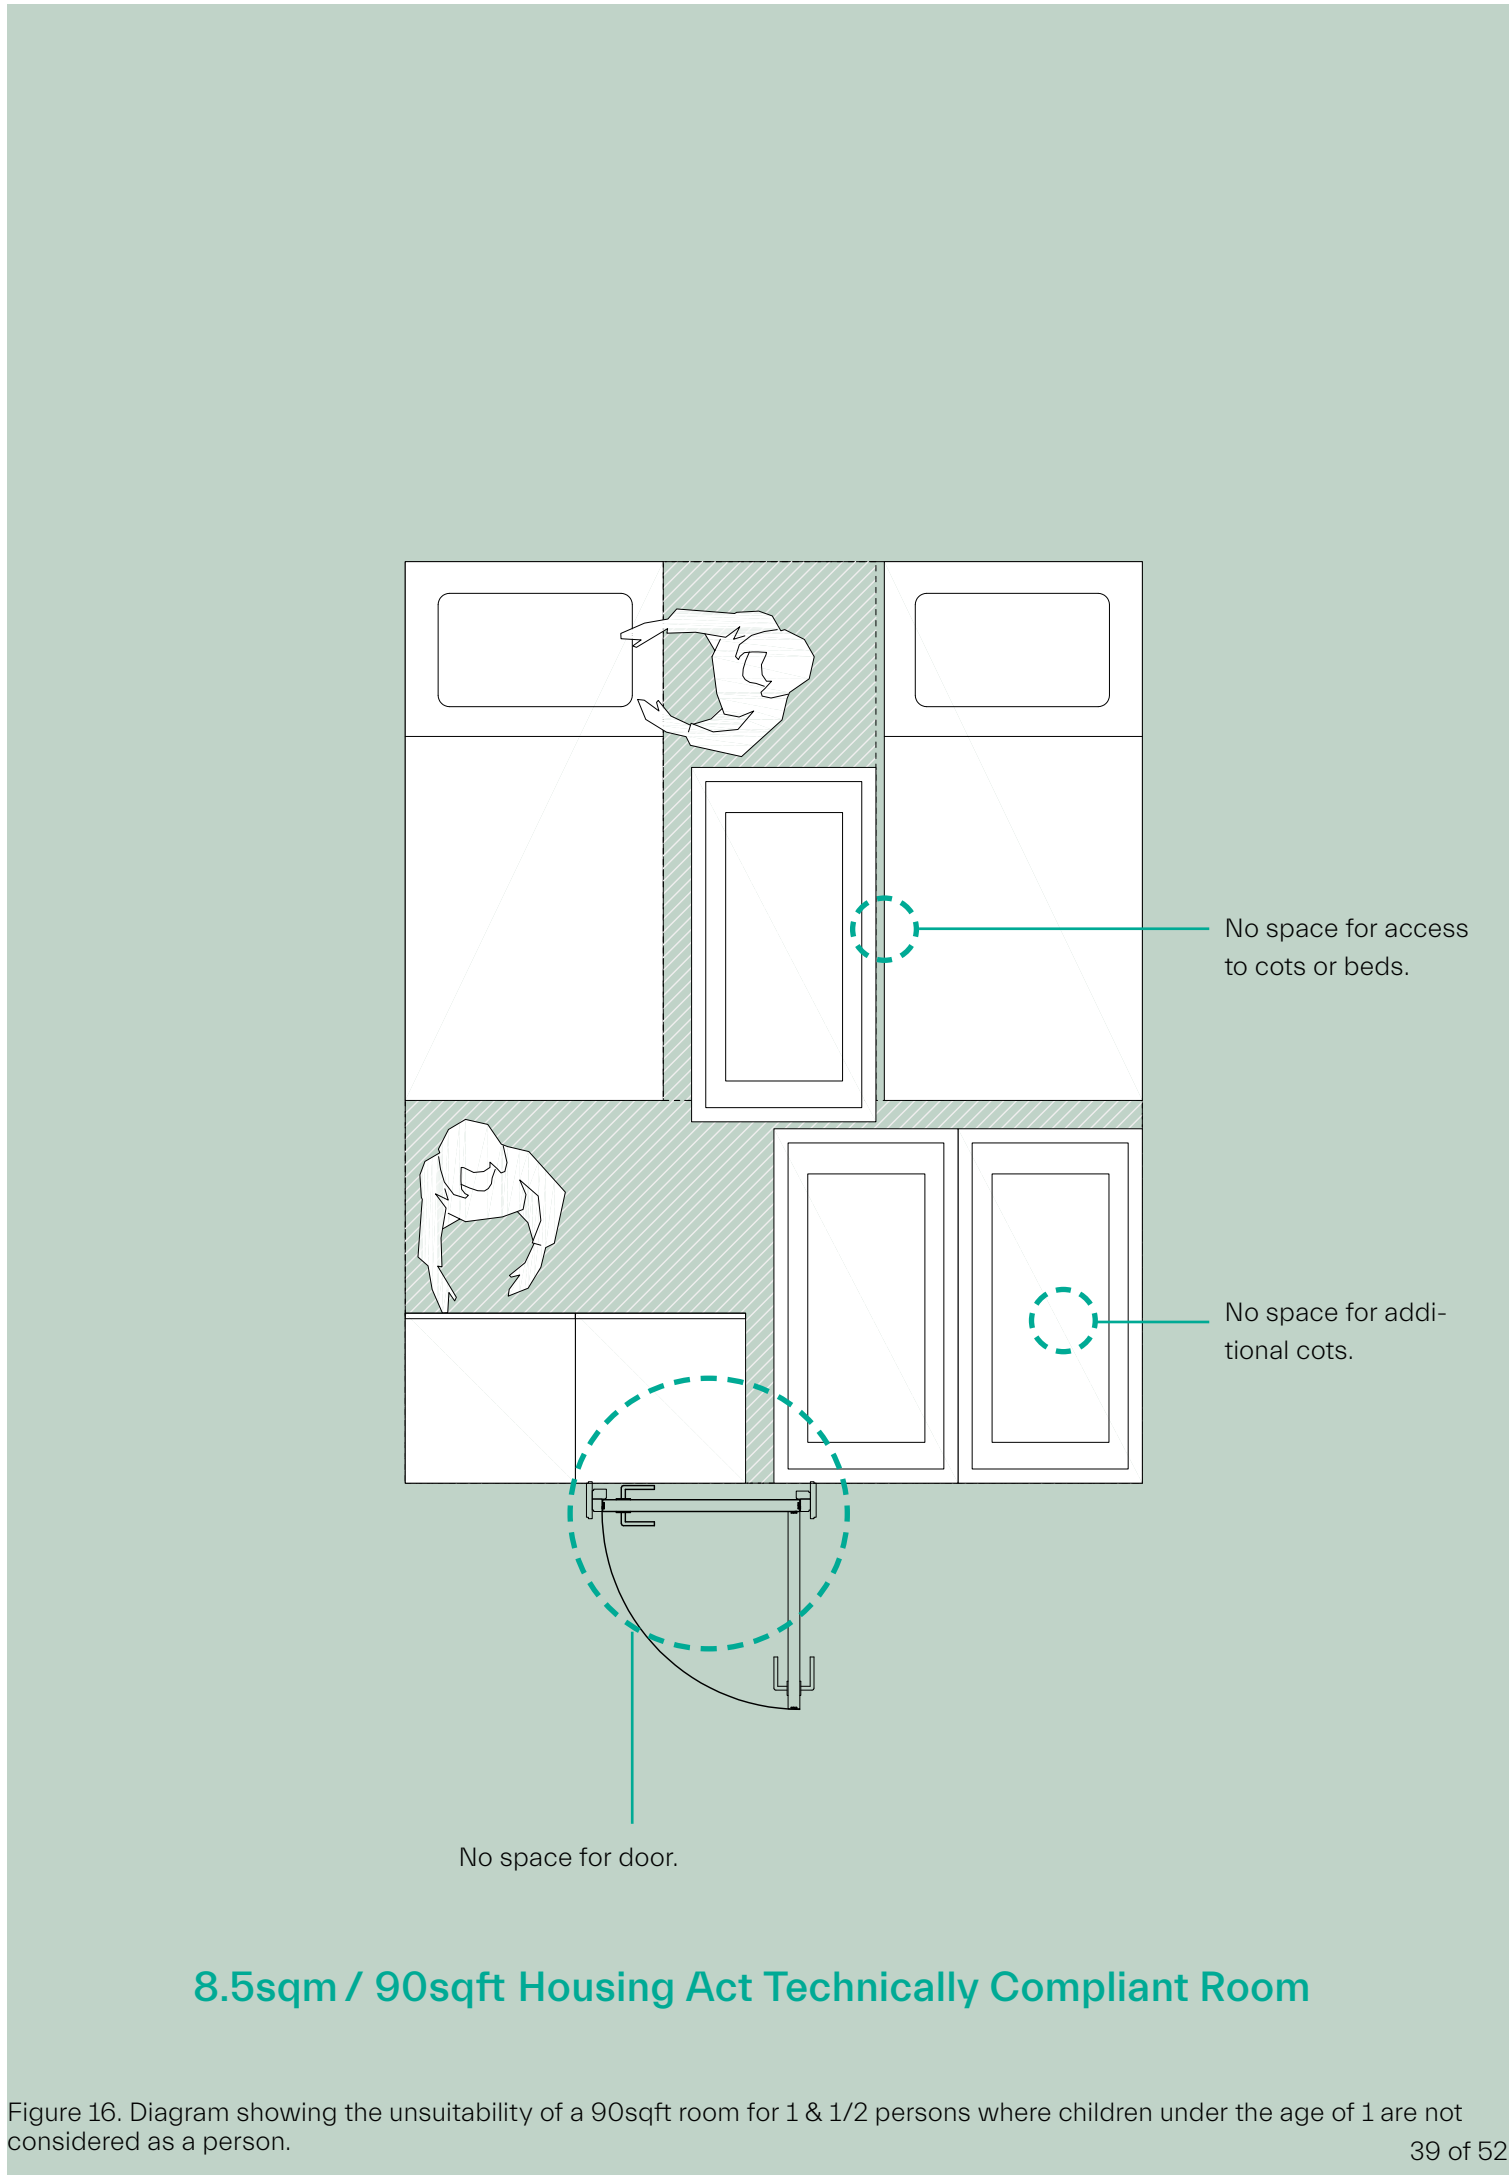 No space for access
to cots or beds.
No space for addi-
tional cots.
No space for door.
8.5sqm / 90sqft Housing Act Technically Compliant Room
Figure 16. Diagram showing the unsuitability of a 90sqft room for 1 & 1/2 persons where children under the age of 1 are not
considered as a person.
39 of 52